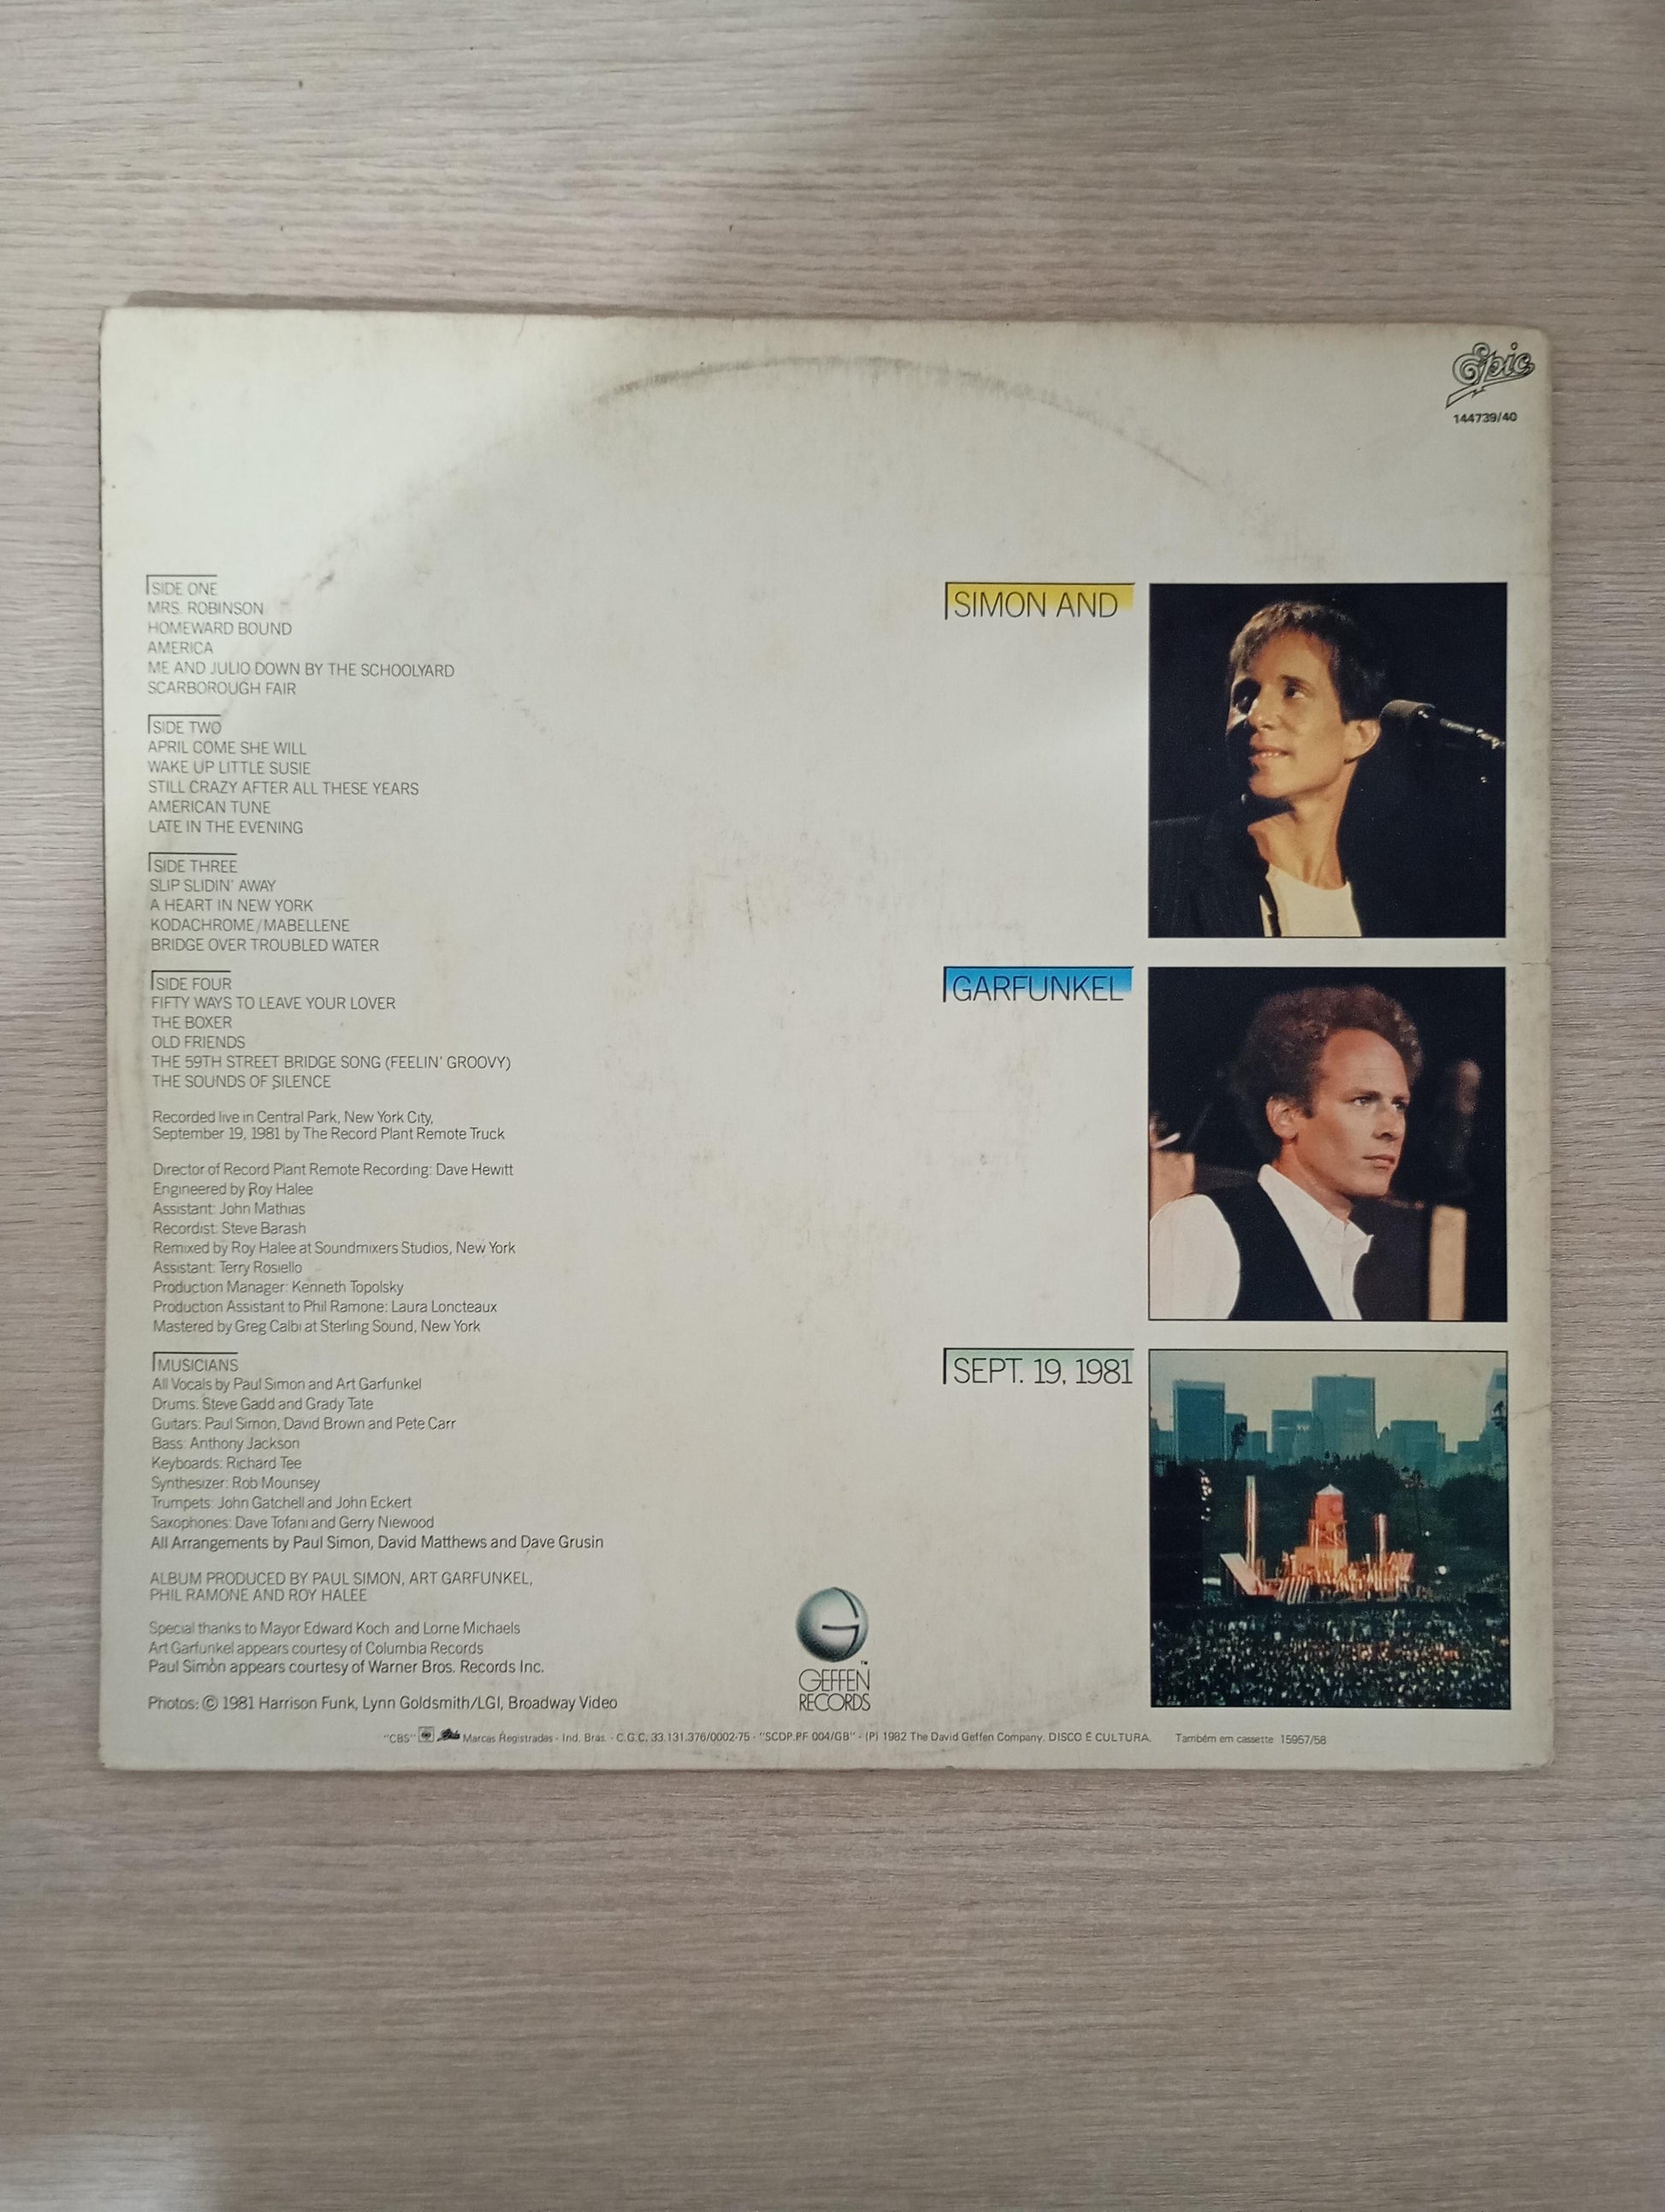 Epic
144739/40
SIDE ONE
MRS. ROBINSON
HOMEWARD BOUND
AMERICA
ME AND JULIO DOWN BY THE SCHOOLYARD
SCARBOROUGH FAIR
SIDE TWO
APRIL COME SHE WILL
WAKE UP LITTLE SUSIE
STILL CRAZY AFTER ALL THESE YEARS
AMERICAN TUNE
LATE IN THE EVENING
SIDE THREE
SLIP SLIDIN' AWAY
A HEART IN NEW YORK
KODACHROME/MABELLENE
BRIDGE OVER TROUBLED WATER
SIDE FOUR
FIFTY WAYS TO LEAVE YOUR LOVER
THE BOXER
OLD FRIENDS
THE 59TH STREET BRIDGE SONG (FEELIN' GROOVY)
THE SOUNDS OF SILENCE
Recorded live in Central Park, New York City,
September 19, 1981 by The Record Plant Remote Truck
Director of Record Plant Remote Recording: Dave Hewitt
Engineered by Roy Halee
Assistant: John Mathias
Recordist: Steve Barash
Remixed by Roy Halee at Soundmixers Studios, New York
Assistant: Terry Rosiello
Production Manager: Kenneth Topolsky
Production Assistant to Phil Ramone: Laura Loncteaux
Mastered by Greg Calbi at Sterling Sound, New York
MUSICIANS
All Vocals by Paul Simon and Art Garfunkel
Drums: Steve Gadd and Grady Tate
Guitars: Paul Simon, David Brown and Pete Carr
Bass: Anthony Jackson
Keyboards: Richard Tee
Synthesizer: Rob Mounsey
Trumpets: John Gatchell and John Eckert
Saxophones: Dave Tofani and Gerry Niewood
All Arrangements by Paul Simon, David Matthews and Dave Grusin
ALBUM PRODUCED BY PAUL SIMON, ART GARFUNKEL,
PHIL RAMONE AND ROY HALEE
Special thanks to Mayor Edward Koch and Lorne Michaels
Art Garfunkel appears courtesy of Columbia Records
Paul Simon appears courtesy of Warner Bros. Records Inc.
Photos: © 1981 Harrison Funk, Lynn Goldsmith/LGI, Broadway Video
SIMON AND
GARFUNKEL
SEPT. 19, 1981
G
™
GEFFEN
RECORDS
"CBS" Epic Marcas Registradas - Ind. Bras. - C.G.C. 33.131.376/0002-75 - "SCDP.PF 004/GB" - (P) 1982 The David Geffen Company. DISCO É CULTURA. Também em cassette 15957/58